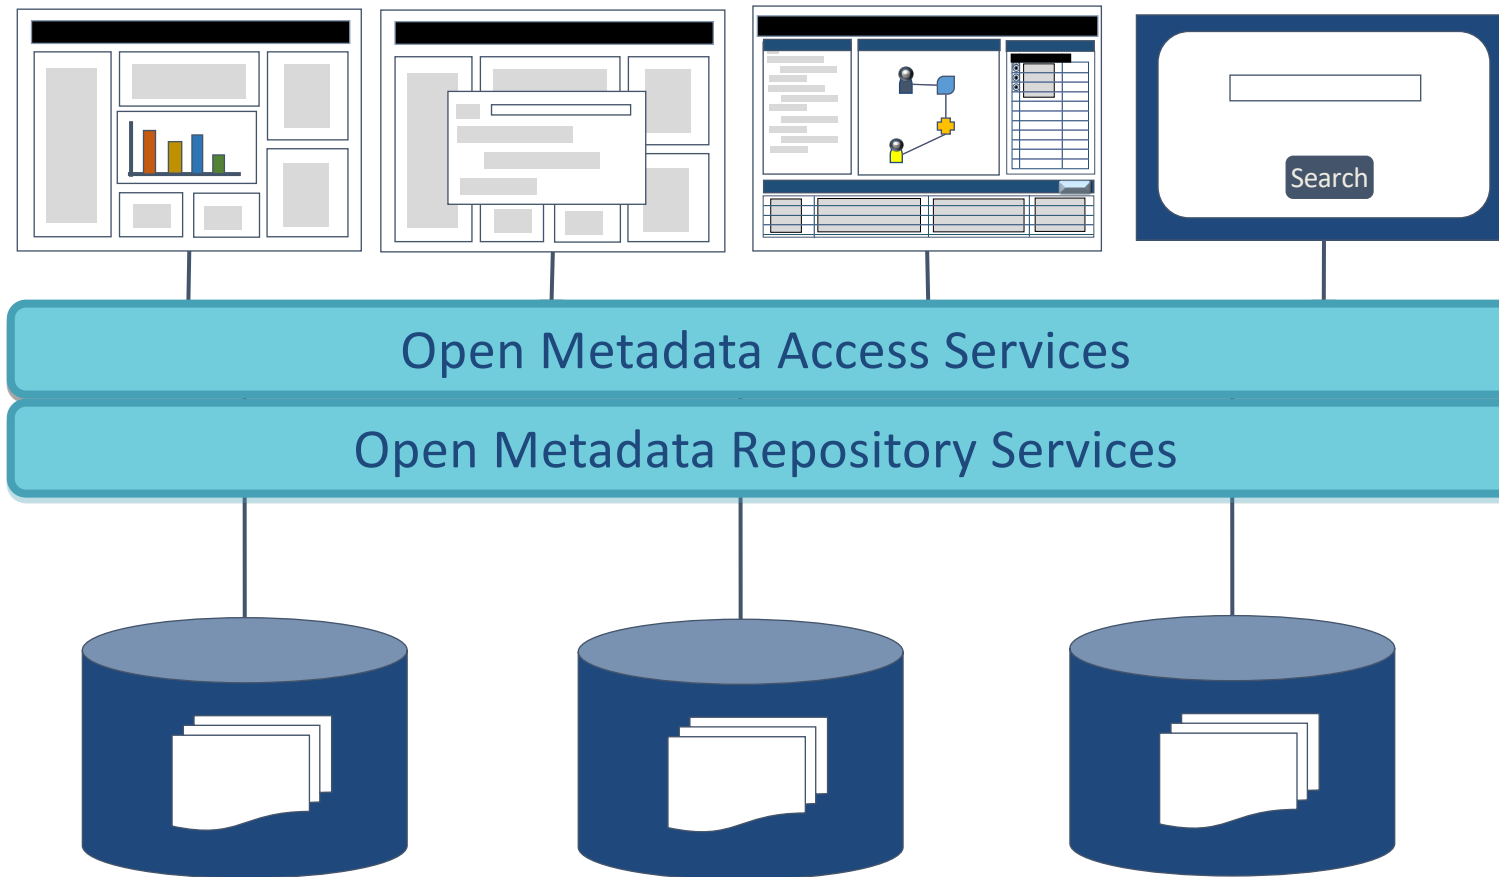 Search
Open Metadata Access Services
Open Metadata Repository Services